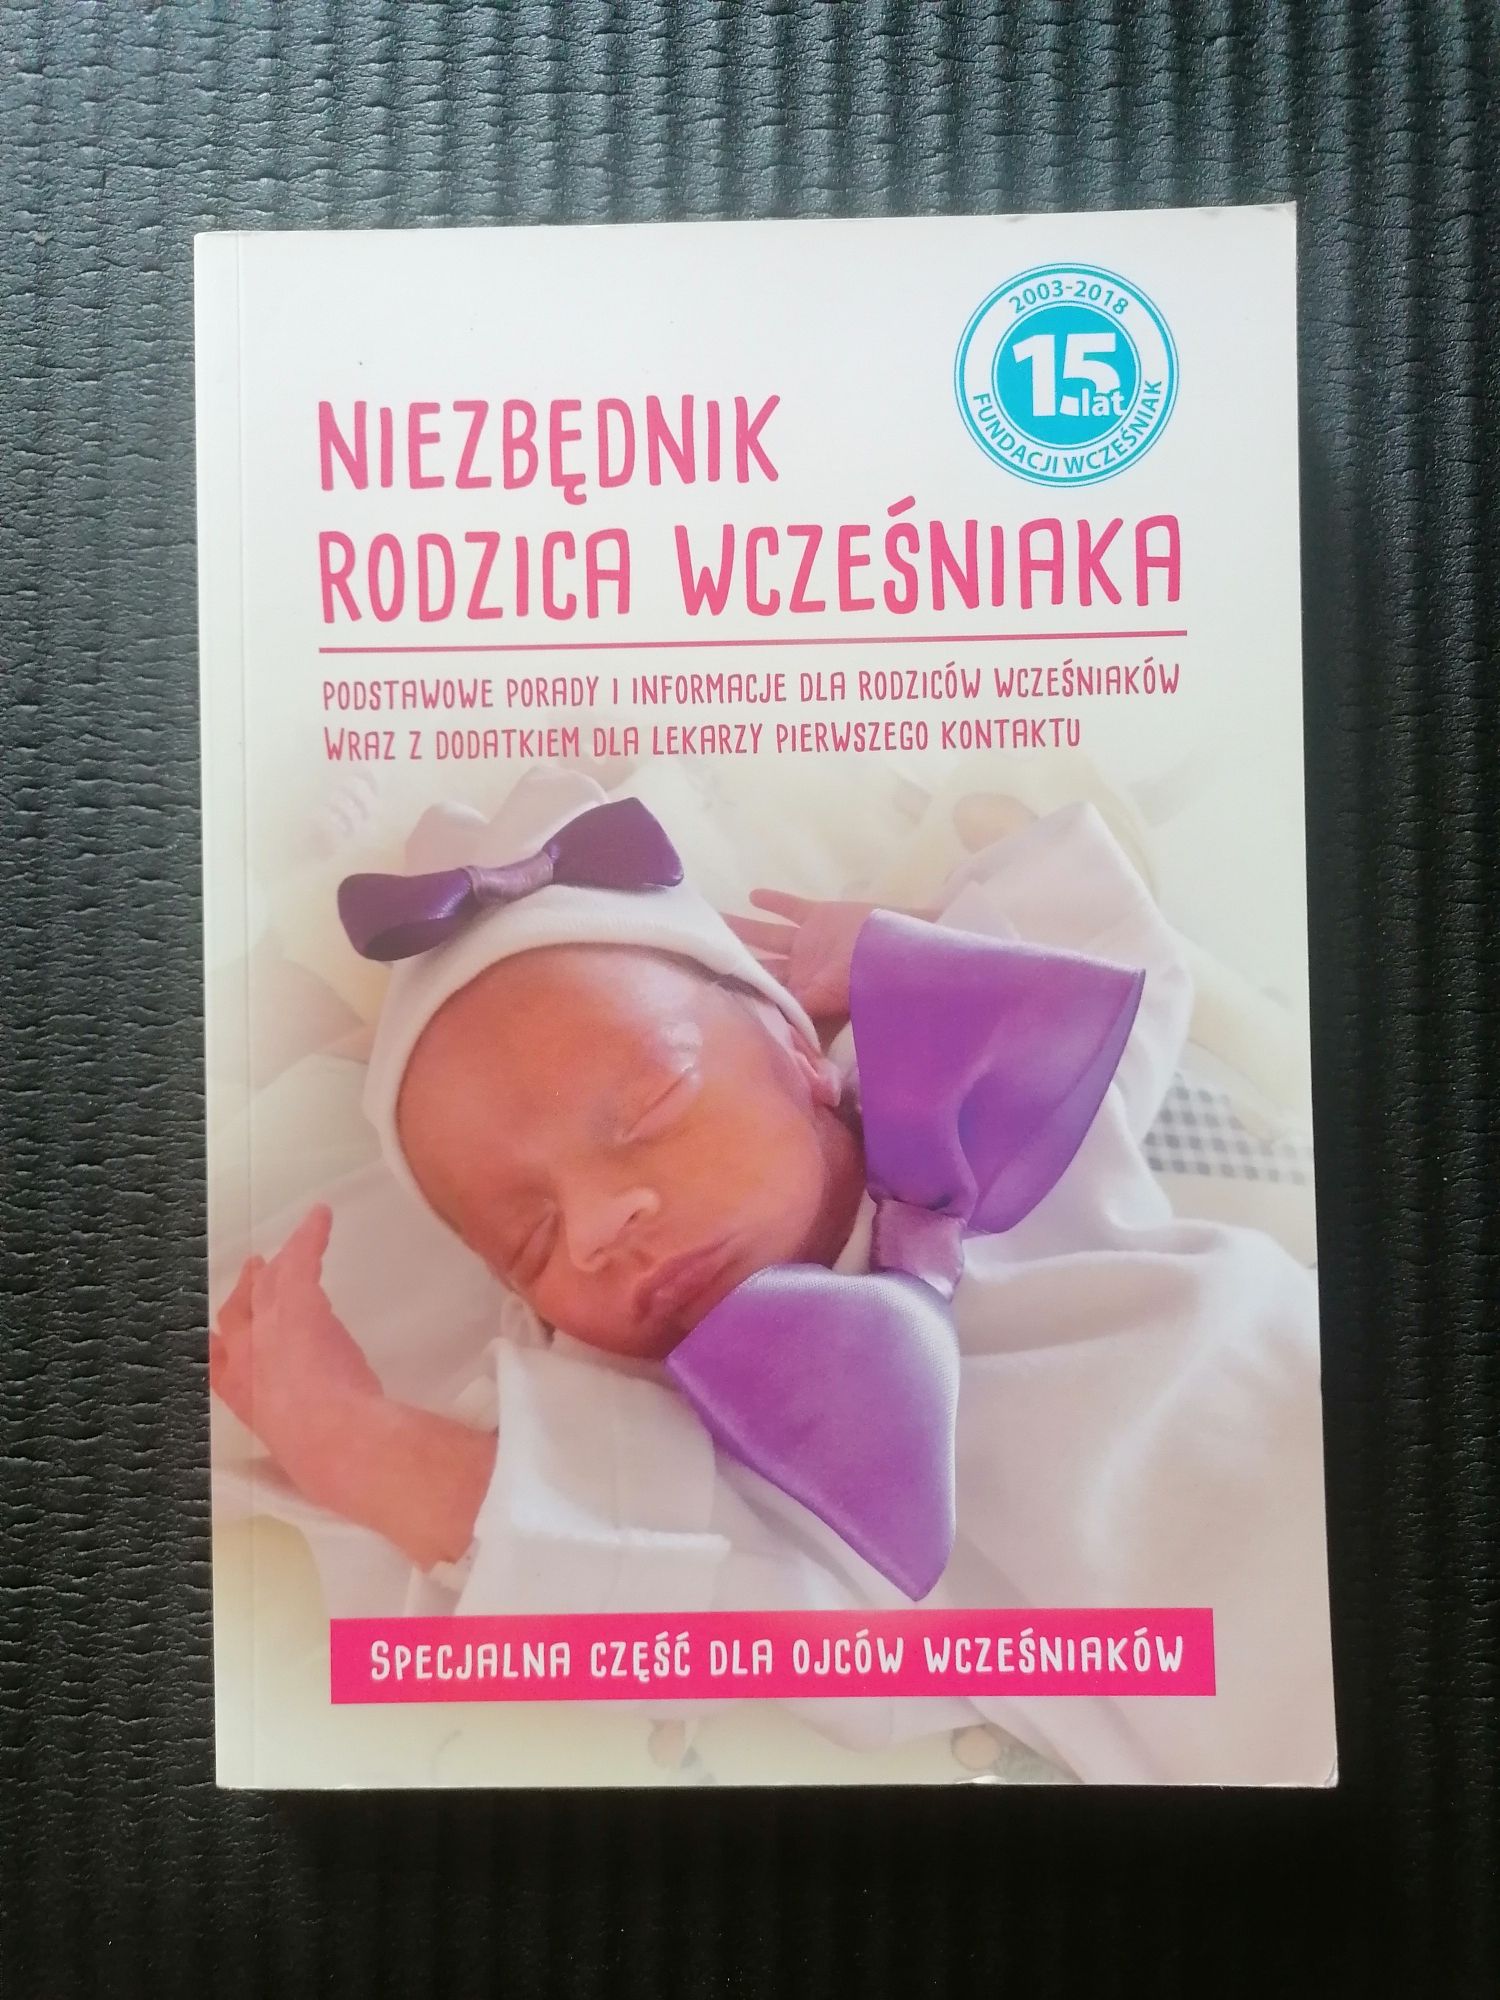 2003-2018
15 lat
FUNDACJI WCZEŚNIAK
NIEZBĘDNIK
RODZICA WCZEŚNIAKA
PODSTAWOWE PORADY I INFORMACJE DLA RODZICÓW WCZEŚNIAKÓW
WRAZ Z DODATKIEM DLA LEKARZY PIERWSZEGO KONTAKTU
SPECJALNA CZĘŚĆ DLA OJCÓW WCZEŚNIAKÓW